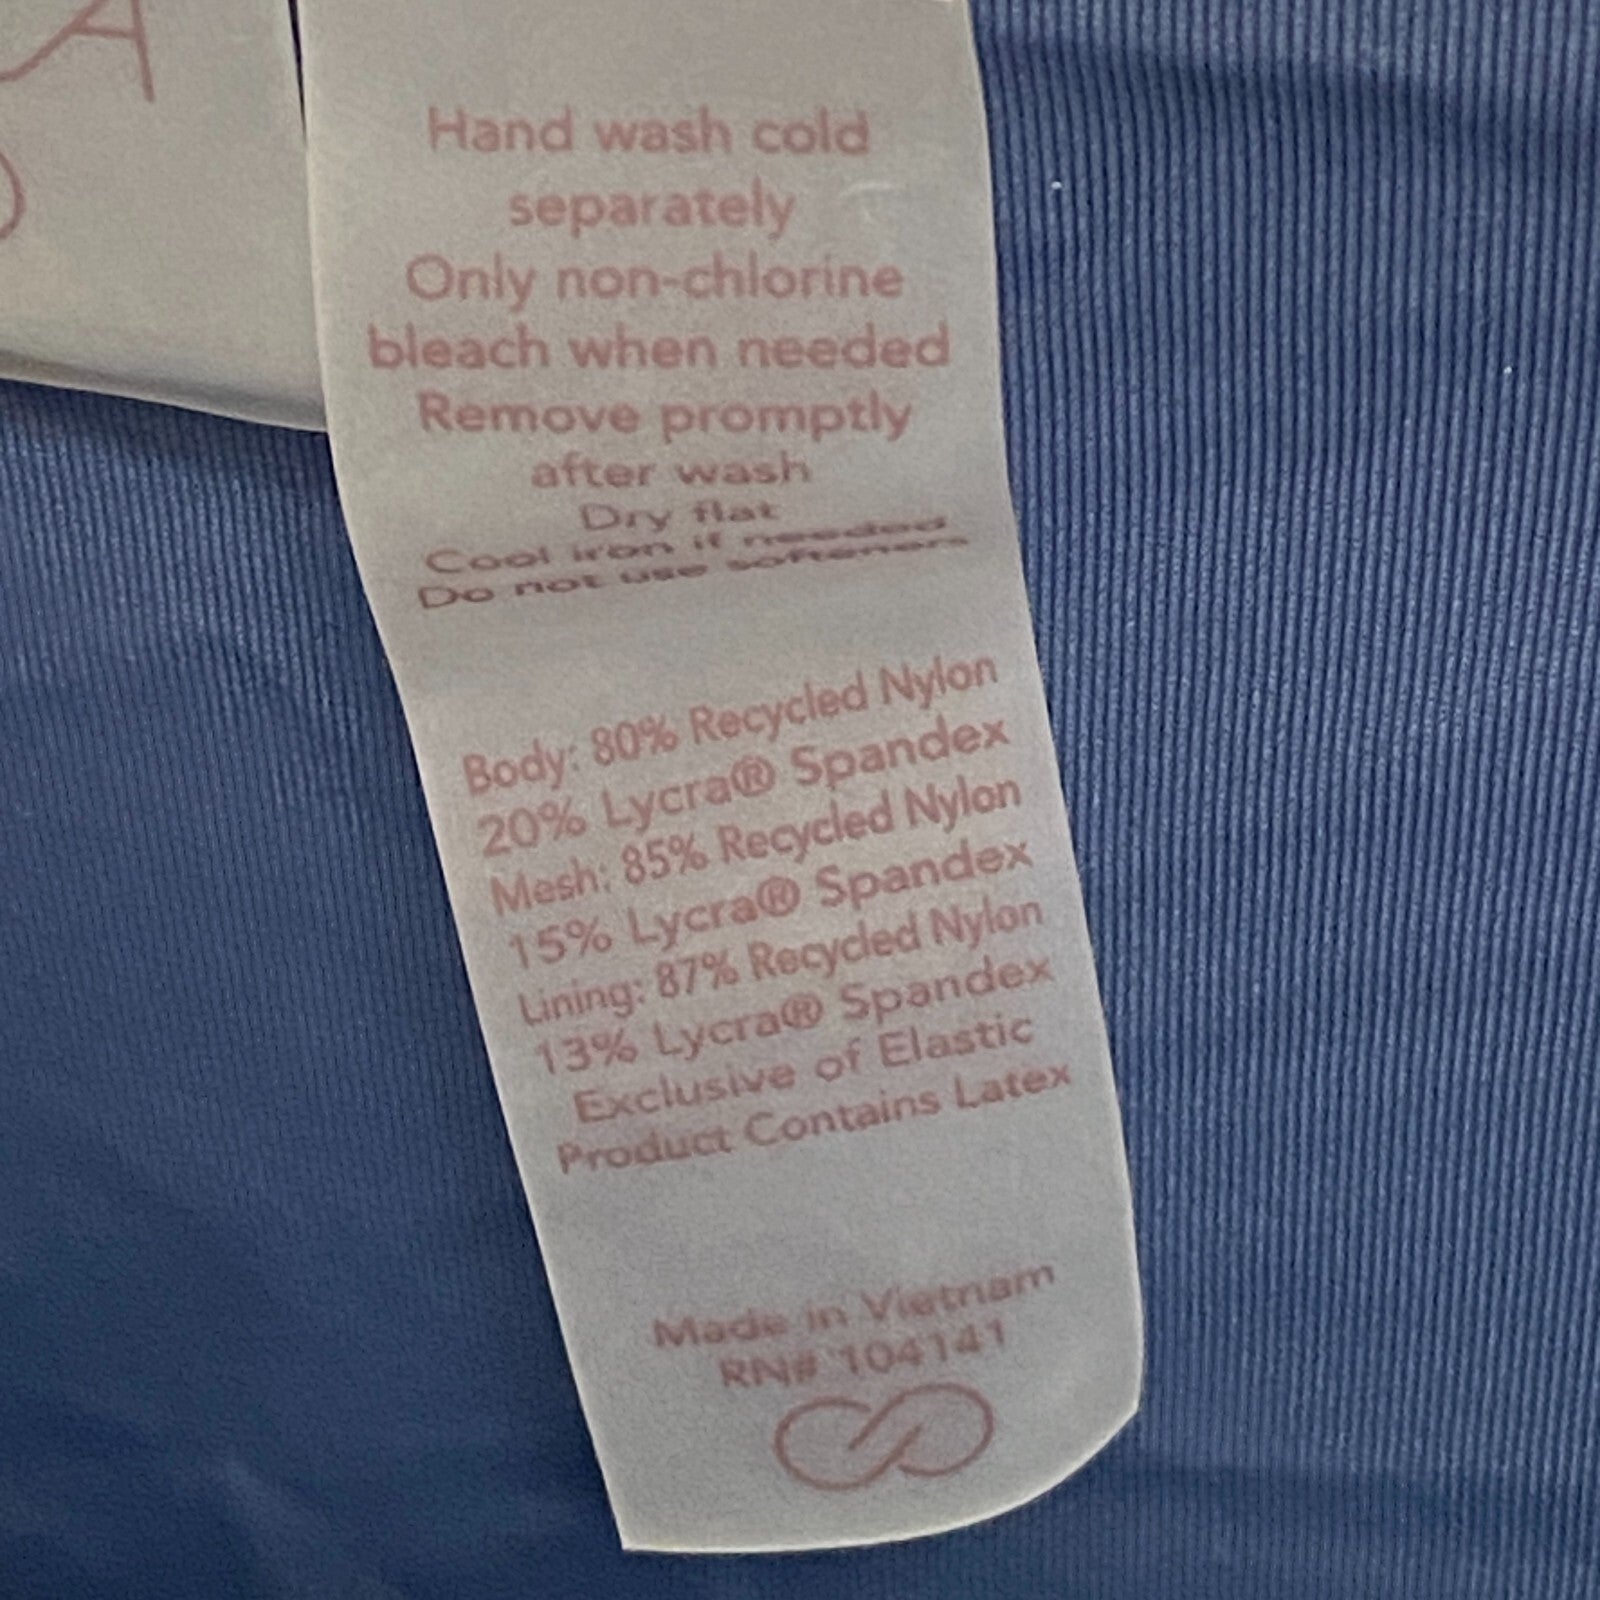 A
Hand wash cold
separately
Only non-chlorine
bleach when needed
Remove promptly
after wash
Dry flat
Cool iron if needed
Do not use softeners
Body: 80% Recycled Nylon
20% Lycra® Spandex
Mesh: 85% Recycled Nylon
15% Lycra® Spandex
Lining: 87% Recycled Nylon
13% Lycra® Spandex
Exclusive of Elastic
Product Contains Latex
Made in Vietnam
RN# 104141